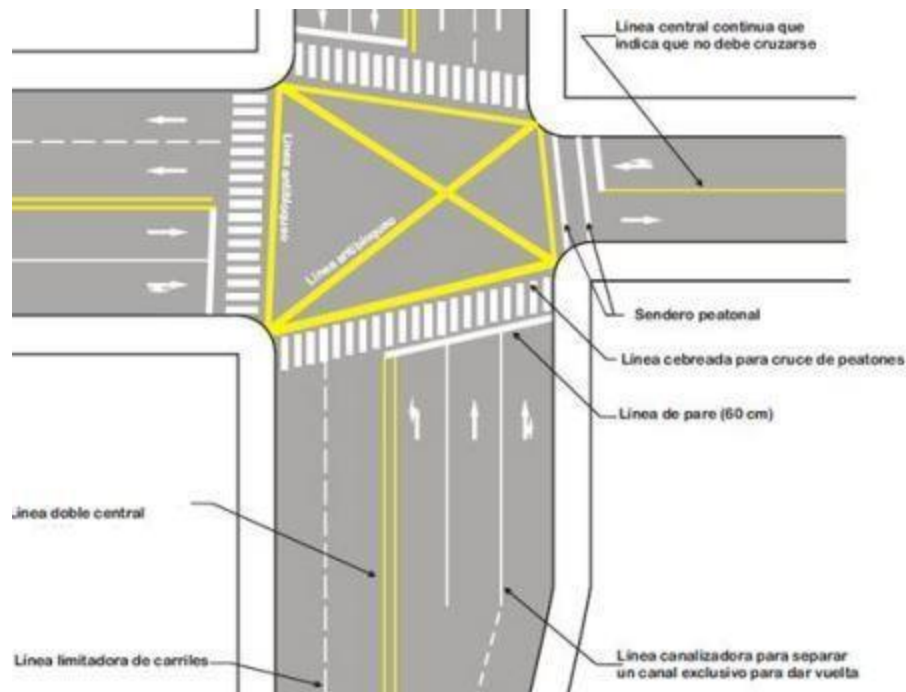 Línea central continua que
indica que no debe cruzarse
Línea antibloqueo
Línea antibloqueo
Sendero peatonal
Línea cebreada para cruce de peatones
Línea de pare (60 cm)
Línea doble central
Línea limitadora de carriles
Línea canalizadora para separar
un canal exclusivo para dar vuelta